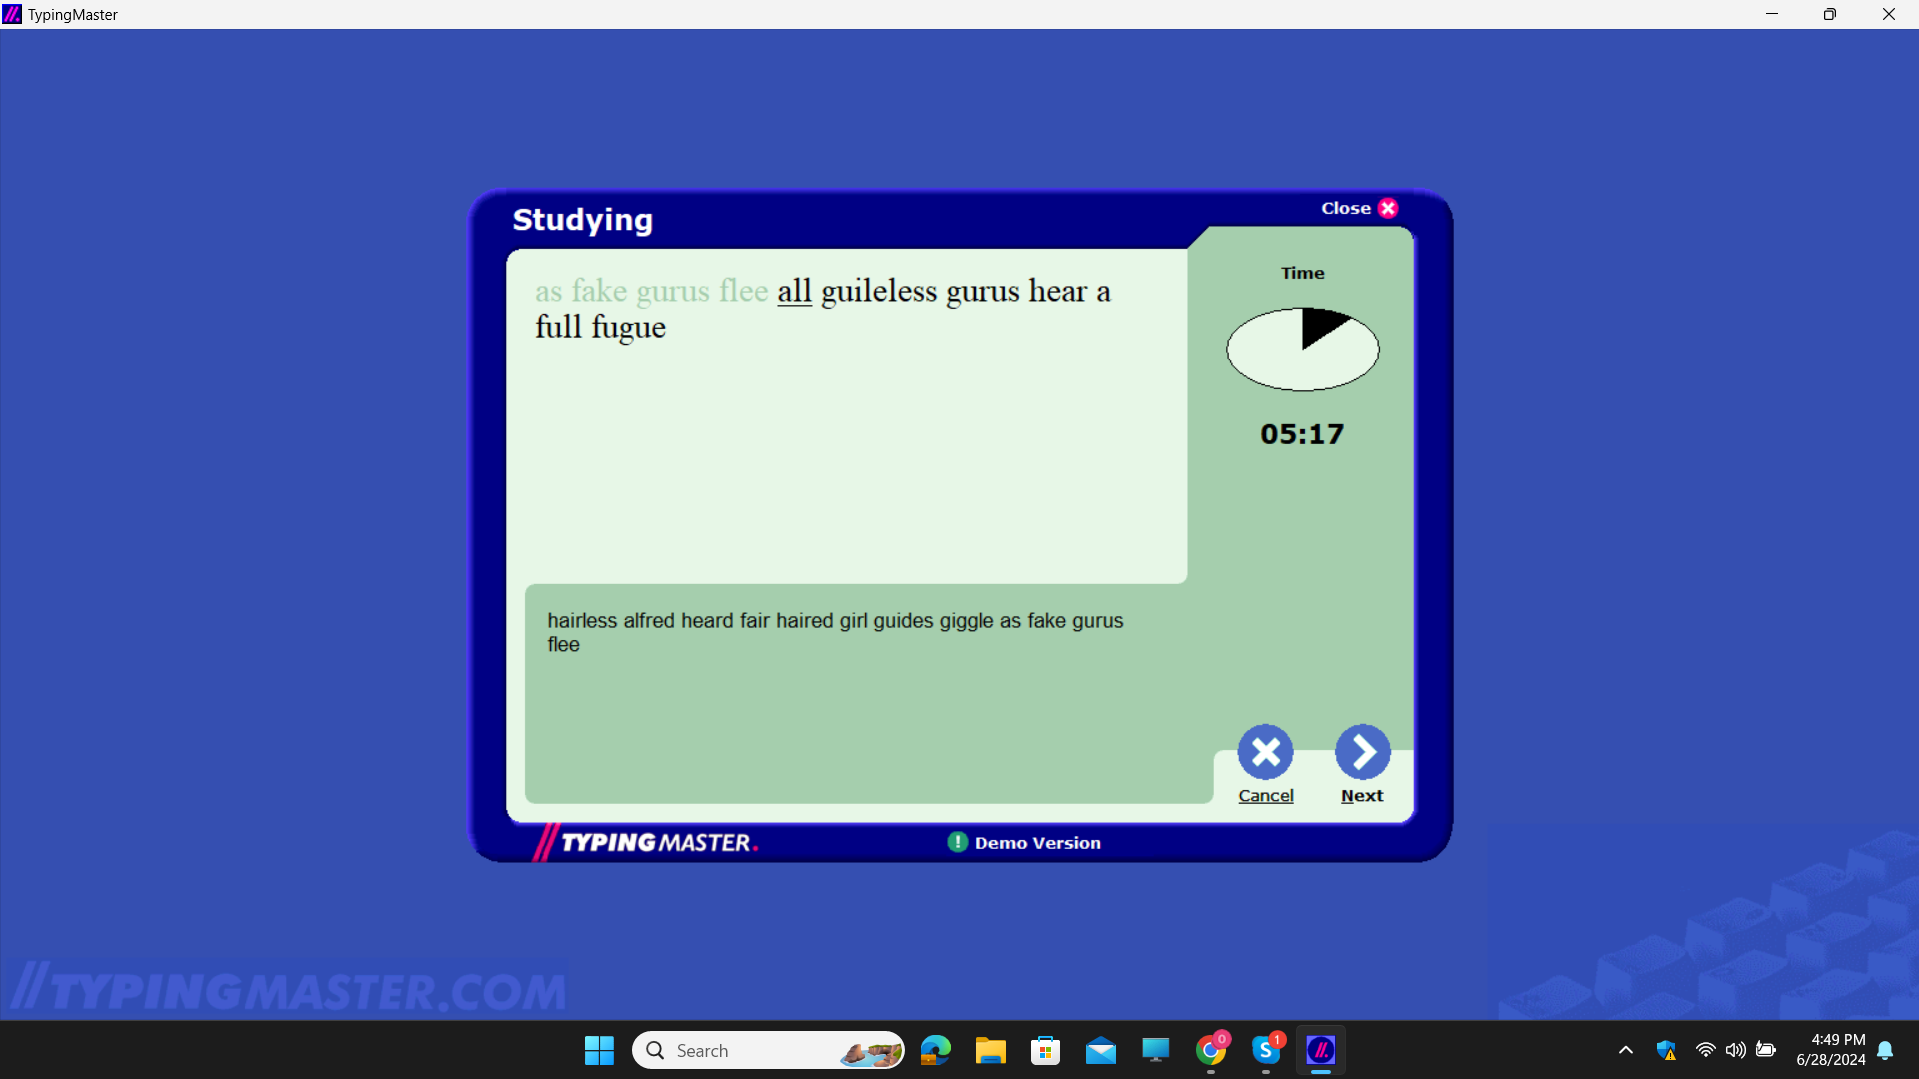 TypingMaster
Studying
Close
as fake gurus flee all guileless gurus hear a
full fugue
Time
05:17
hairless alfred heard fair haired girl guides giggle as fake gurus
flee
Cancel
Next
//TYPING MASTER.
! Demo Version
//TYPINGMASTER.COM
Search
0
S
1
4:49 PM
6/28/2024